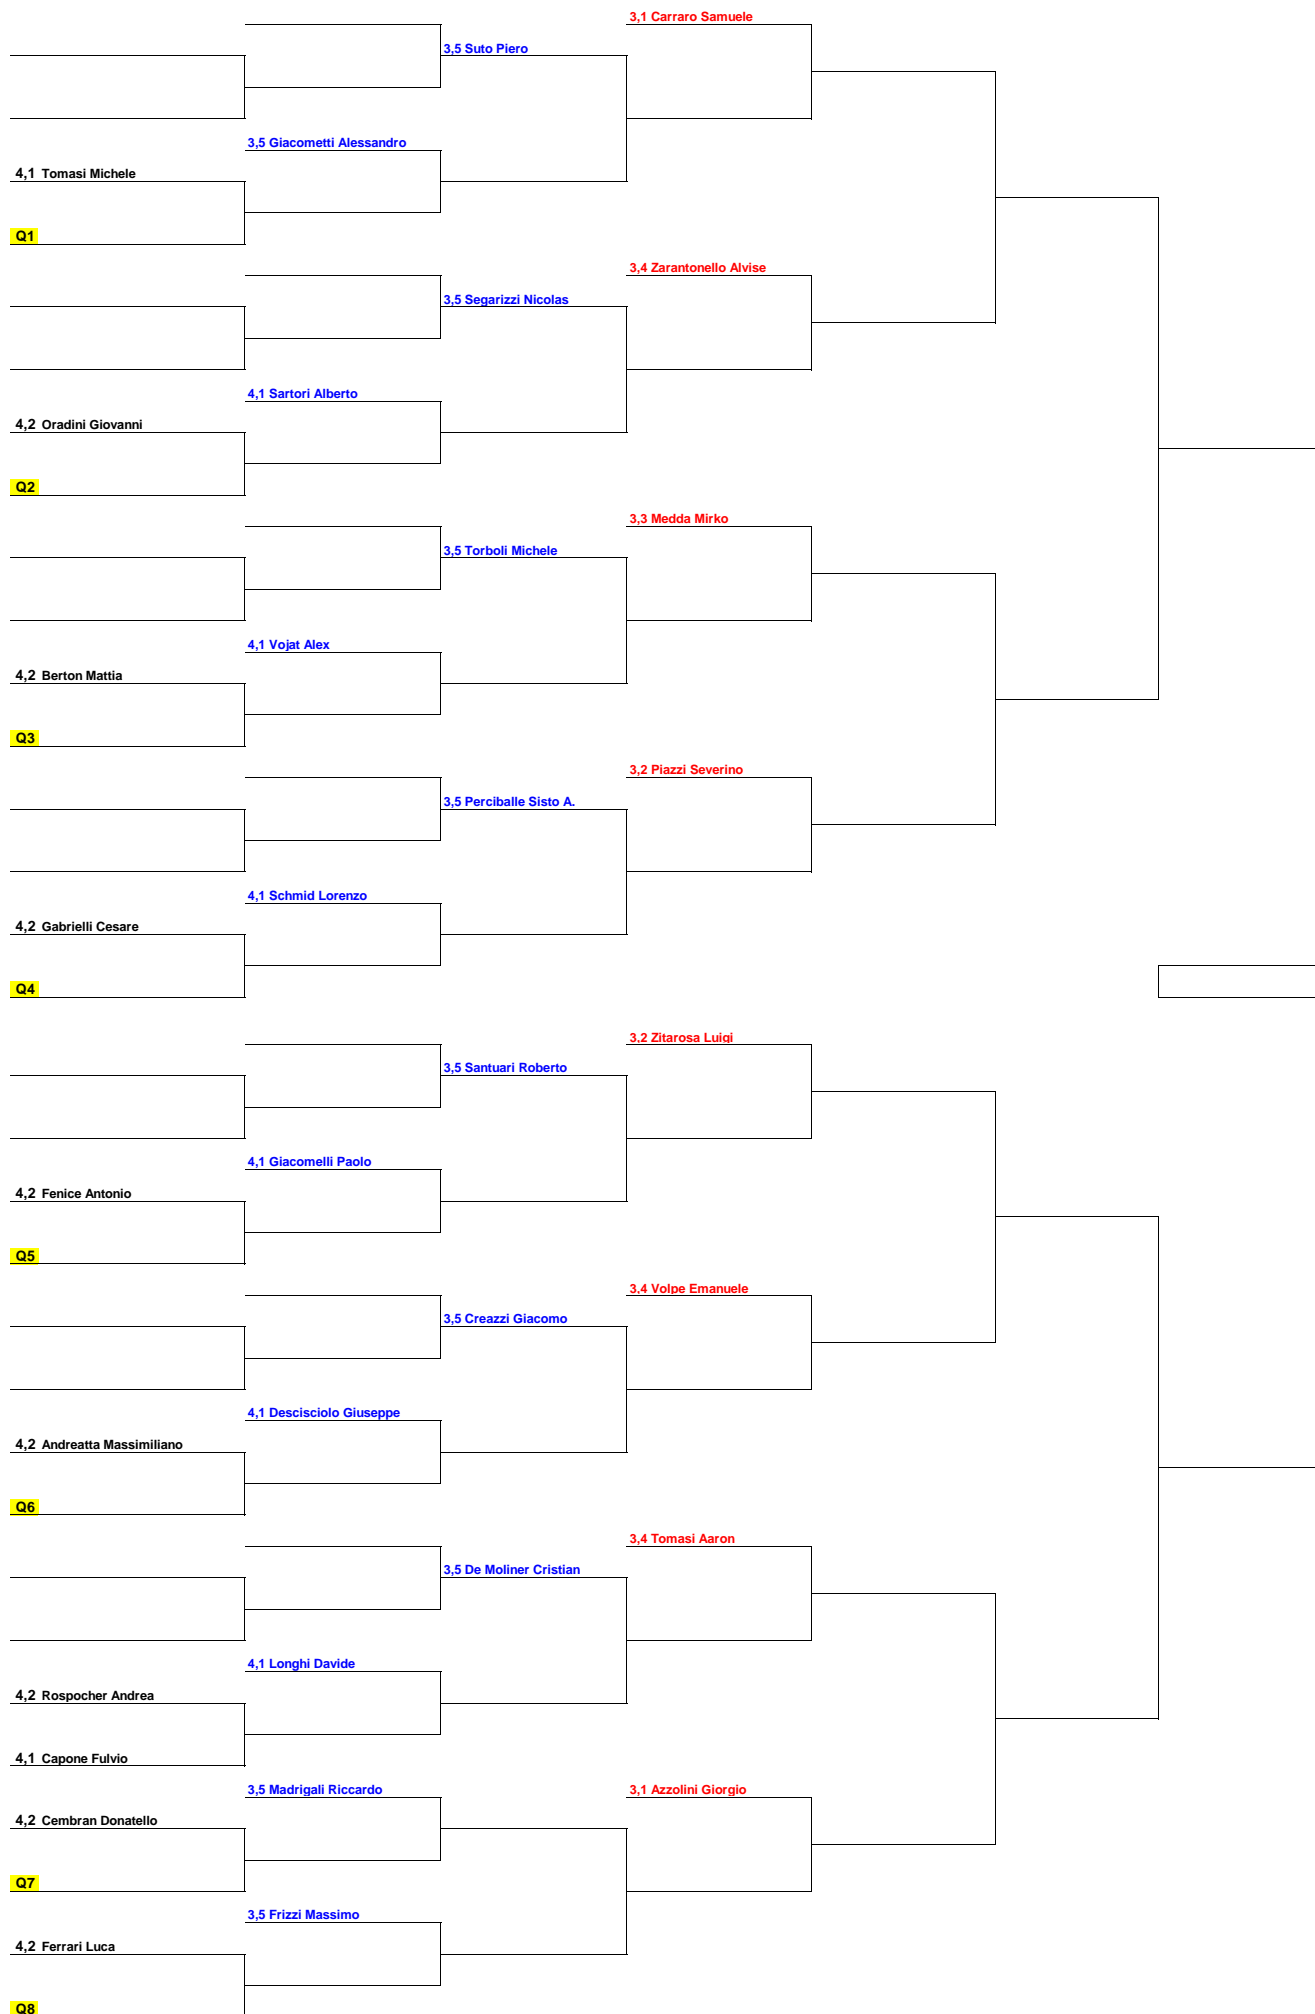 3,1 Carraro Samuele
3,5 Suto Piero
3,5 Giacometti Alessandro
4,1 Tomasi Michele
Q1
3,4 Zarantonello Alvise
3,5 Segarizzi Nicolas
4,1 Sartori Alberto
4,2 Oradini Giovanni
Q2
3,3 Medda Mirko
3,5 Torboli Michele
4,1 Vojat Alex
4,2 Berton Mattia
Q3
3,2 Piazzi Severino
3,5 Perciballe Sisto A.
4,1 Schmid Lorenzo
4,2 Gabrielli Cesare
Q4
3,2 Zitarosa Luigi
3,5 Santuari Roberto
4,1 Giacomelli Paolo
4,2 Fenice Antonio
Q5
3,4 Volpe Emanuele
3,5 Creazzi Giacomo
4,1 Descisciolo Giuseppe
4,2 Andreatta Massimiliano
Q6
3,4 Tomasi Aaron
3,5 De Moliner Cristian
4,1 Longhi Davide
4,2 Rospocher Andrea
4,1 Capone Fulvio
3,5 Madrigali Riccardo
3,1 Azzolini Giorgio
4,2 Cembran Donatello
Q7
3,5 Frizzi Massimo
4,2 Ferrari Luca
Q8